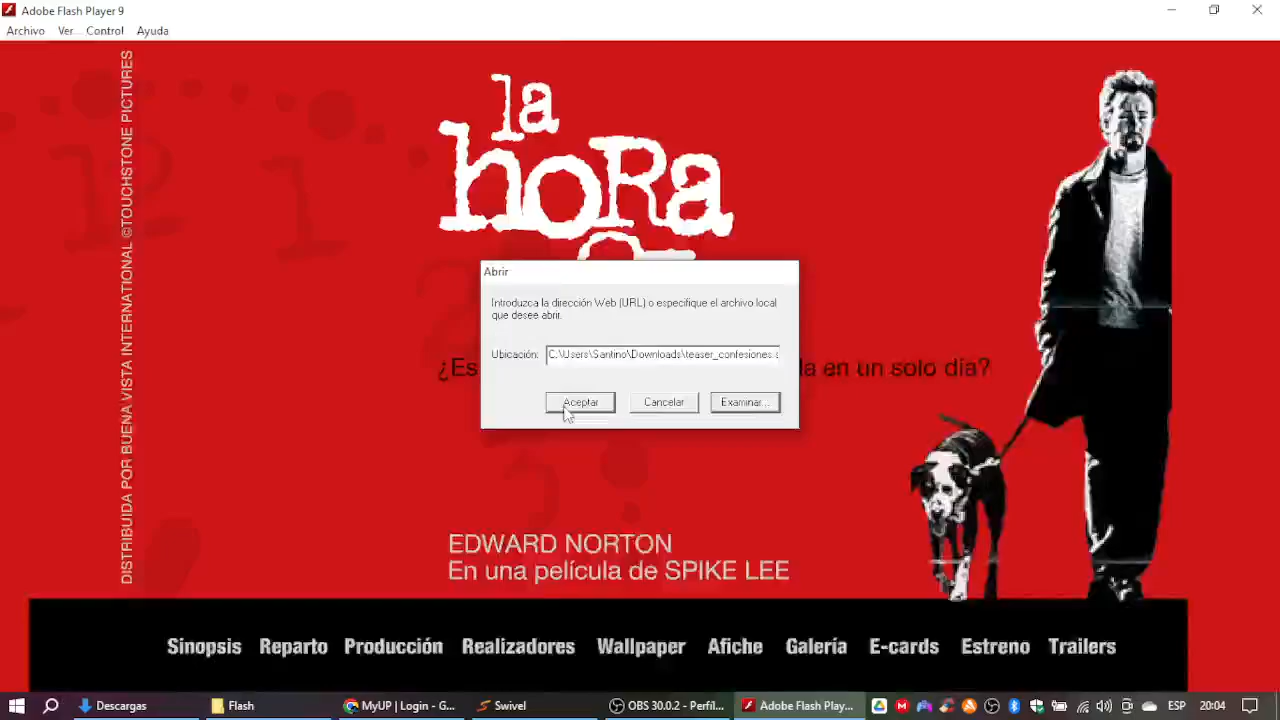 Adobe Flash Player 9
Archivo Ver... Control Ayuda
DISTRIBUIDA POR BUENA VISTA INTERNATIONAL ©TOUCHSTONE PICTURES
la
hoRa
Abrir
Introduzca la dirección Web (URL) o especifique el archivo local
que desee abrir.
Ubicación: C:\Users\Santino\Downloads\teaser_confesiones.s
Aceptar Cancelar Examinar...
¿Es
a en un solo día?
EDWARD NORTON
En una película de SPIKE LEE
Sinopsis Reparto Producción Realizadores Wallpaper Afiche Galería E-cards Estreno Trailers
Descargas Flash MyUP | Login - G... Swivel OBS 30.0.2 - Perfil... Adobe Flash Play... ESP 20:04